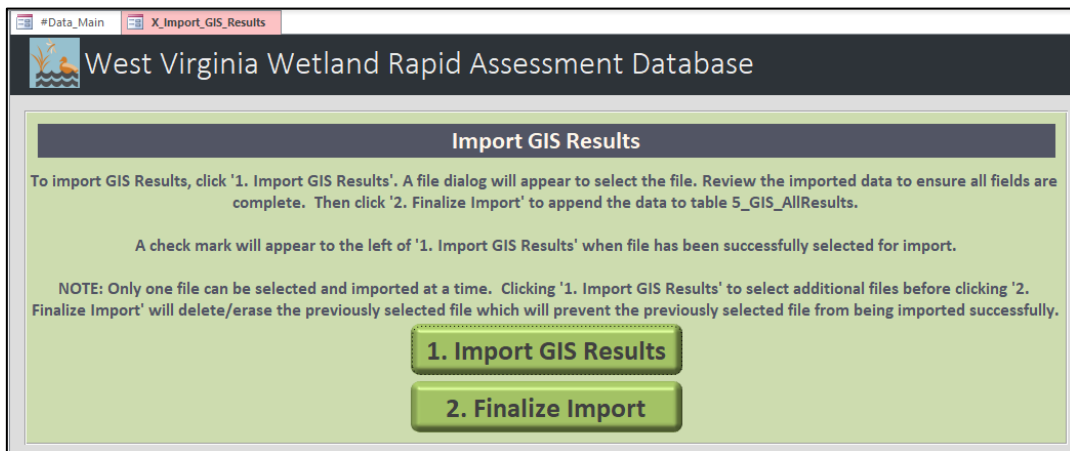 #Data_Main X_Import_GIS_Results
West Virginia Wetland Rapid Assessment Database
Import GIS Results
To import GIS Results, click '1. Import GIS Results'. A file dialog will appear to select the file. Review the imported data to ensure all fields are
complete. Then click '2. Finalize Import' to append the data to table 5_GIS_AllResults.
A check mark will appear to the left of '1. Import GIS Results' when file has been successfully selected for import.
NOTE: Only one file can be selected and imported at a time. Clicking '1. Import GIS Results' to select additional files before clicking '2.
Finalize Import' will delete/erase the previously selected file which will prevent the previously selected file from being imported successfully.
1. Import GIS Results
2. Finalize Import